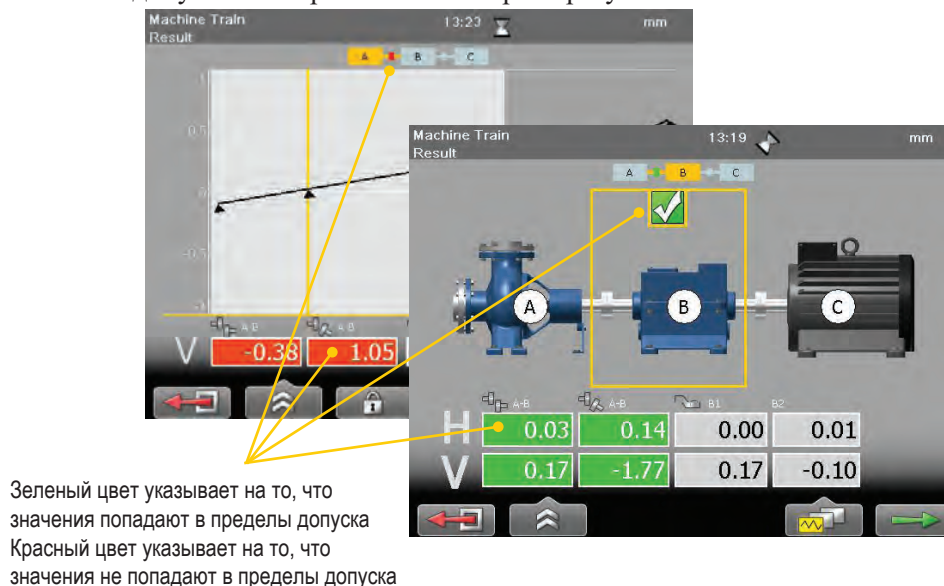 Machine Train 13:23 mm
Result
A B C
1
0.5
0
-0.5
A-B A-B
V -0.38 1.05
Machine Train 13:19 mm
Result
A B C
A B C
A-B A-B B1 B2
H 0.03 0.14 0.00 0.01
V 0.17 -1.77 0.17 -0.10
Зеленый цвет указывает на то, что
значения попадают в пределы допуска
Красный цвет указывает на то, что
значения не попадают в пределы допуска